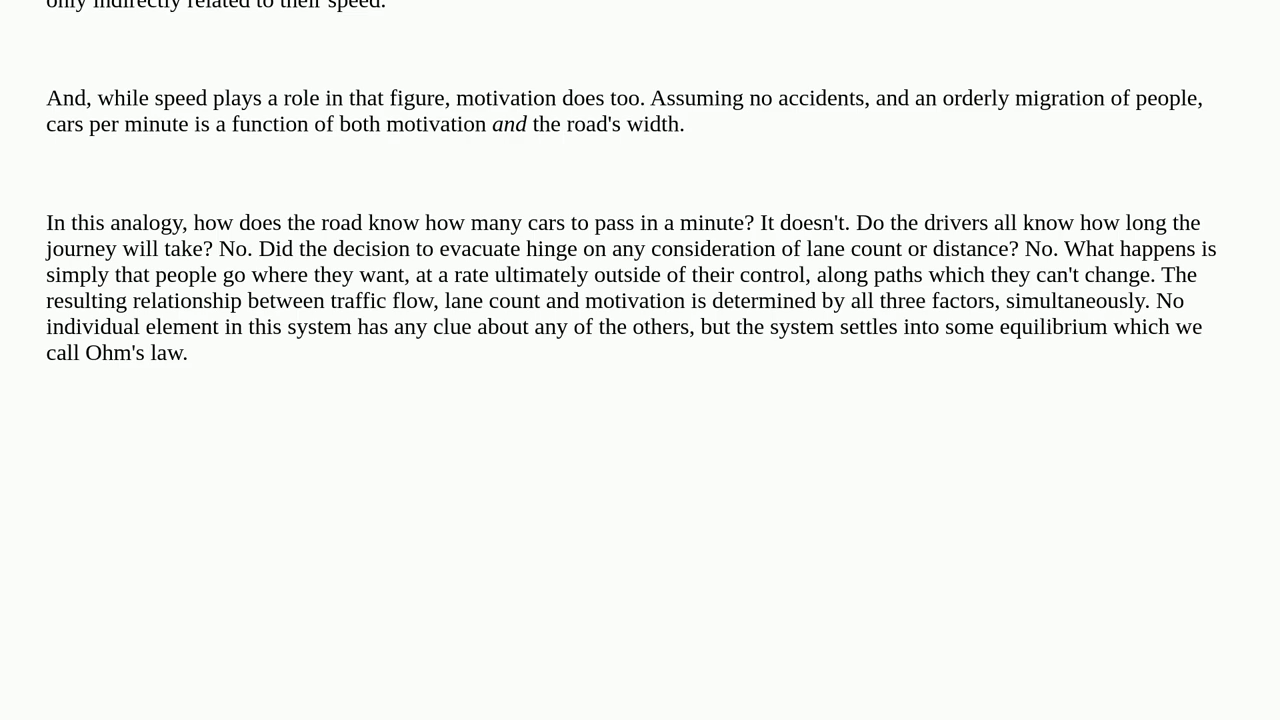 only indirectly related to their speed.
And, while speed plays a role in that figure, motivation does too. Assuming no accidents, and an orderly migration of people,
cars per minute is a function of both motivation and the road's width.
In this analogy, how does the road know how many cars to pass in a minute? It doesn't. Do the drivers all know how long the
journey will take? No. Did the decision to evacuate hinge on any consideration of lane count or distance? No. What happens is
simply that people go where they want, at a rate ultimately outside of their control, along paths which they can't change. The
resulting relationship between traffic flow, lane count and motivation is determined by all three factors, simultaneously. No
individual element in this system has any clue about any of the others, but the system settles into some equilibrium which we
call Ohm's law.